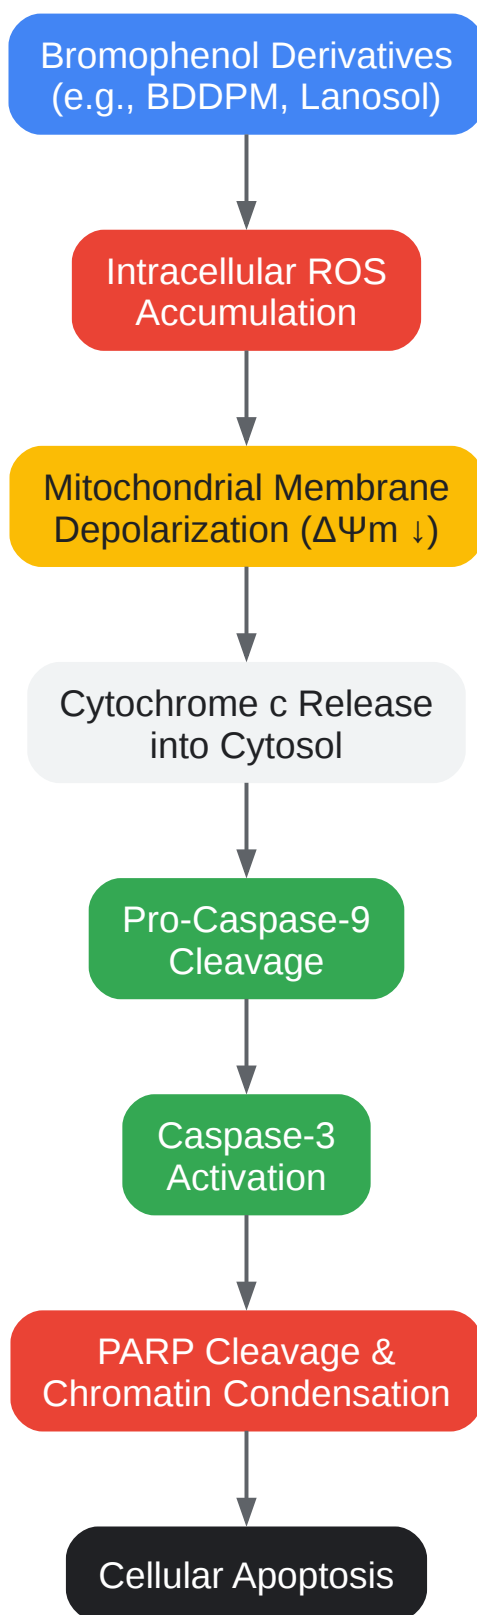 Bromophenol Derivatives
(e.g., BDDPM, Lanosol)
Intracellular ROS
Accumulation
Mitochondrial Membrane
Depolarization (ΔΨm ↓)
Cytochrome c Release
into Cytosol
Pro-Caspase-9
Cleavage
Caspase-3
Activation
PARP Cleavage &
Chromatin Condensation
Cellular Apoptosis